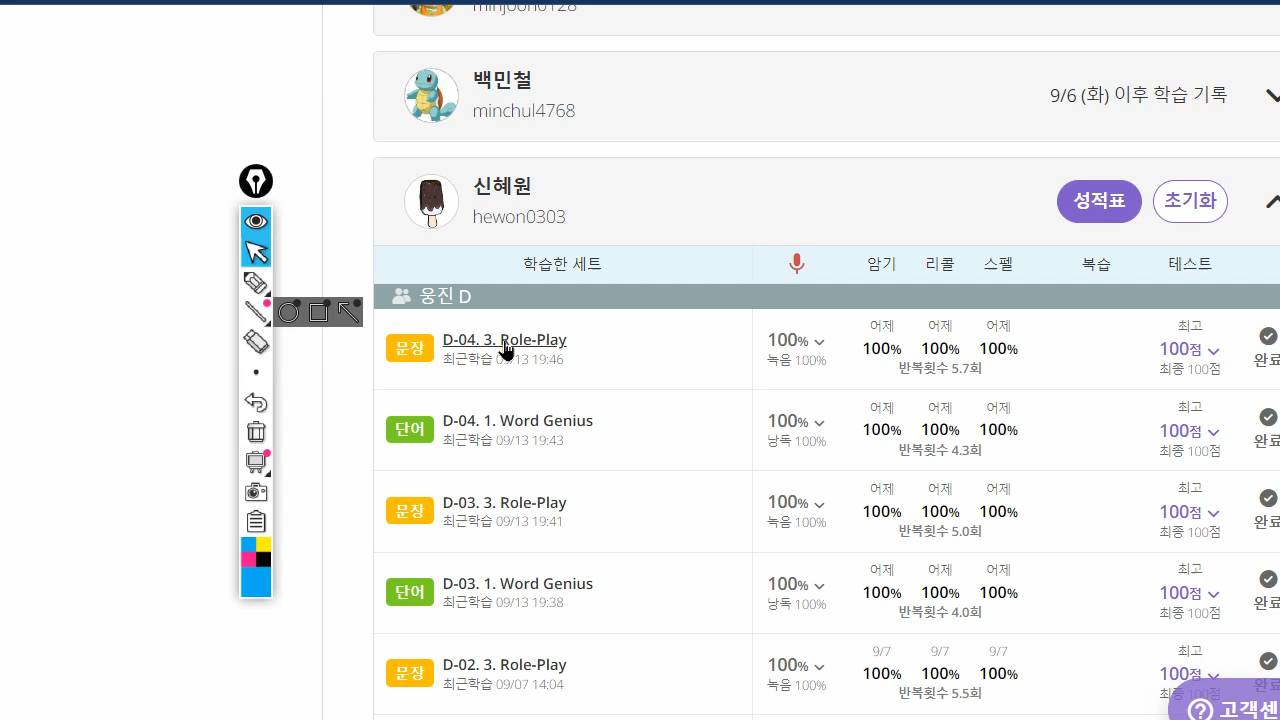 minjoon0128
백민철
minchul4768
9/6 (화) 이후 학습 기록
신혜원
hewon0303
성적표 초기화
학습한 세트 암기 리콜 스펠 복습 테스트
웅진 D
문장 D-04. 3. Role-Play 최근학습 09/13 19:46
100% 녹음 100%
어제 어제 어제
100% 100% 100%
반복횟수 5.7회
최고
100점
최종 100점
완료
단어 D-04. 1. Word Genius 최근학습 09/13 19:43
100% 낭독 100%
어제 어제 어제
100% 100% 100%
반복횟수 4.3회
최고
100점
최종 100점
완료
문장 D-03. 3. Role-Play 최근학습 09/13 19:41
100% 녹음 100%
어제 어제 어제
100% 100% 100%
반복횟수 5.0회
최고
100점
최종 100점
완료
단어 D-03. 1. Word Genius 최근학습 09/13 19:38
100% 낭독 100%
어제 어제 어제
100% 100% 100%
반복횟수 4.0회
최고
100점
최종 100점
완료
문장 D-02. 3. Role-Play 최근학습 09/07 14:04
100% 녹음 100%
9/7 9/7 9/7
100% 100% 100%
반복횟수 5.5회
최고
100점
최종 100점
완료
고객센